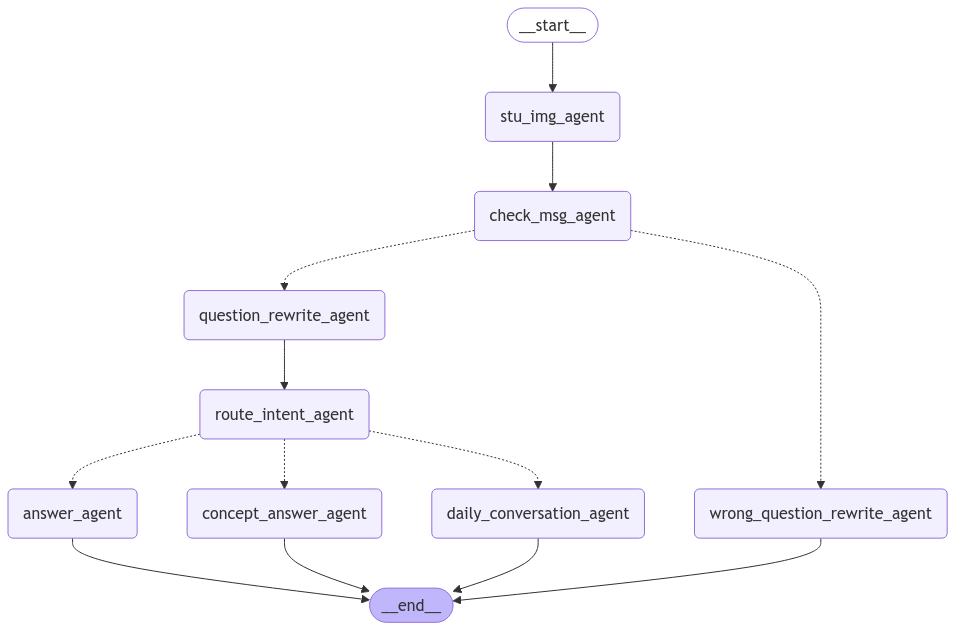 __start__
stu_img_agent
check_msg_agent
question_rewrite_agent
route_intent_agent
answer_agent
concept_answer_agent
daily_conversation_agent
wrong_question_rewrite_agent
__end__